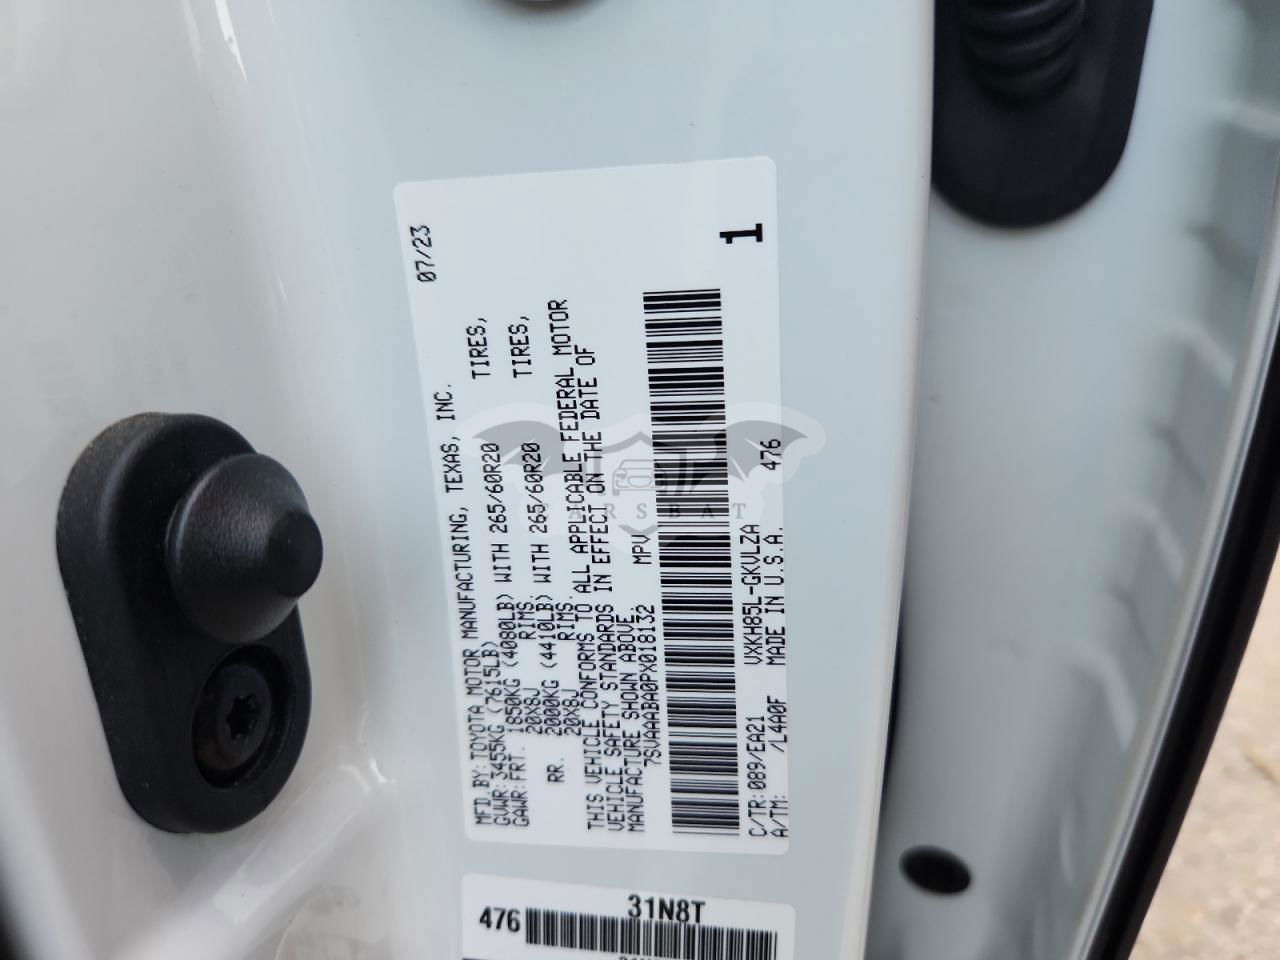 07/23
MFD.BY:TOYOTA MOTOR MANUFACTURING, TEXAS, INC.
GVWR:3455KG (7615LB)
GAWR:FRT. 1850KG (4080LB) WITH 265/60R20 TIRES,
20X8J RIMS
RR. 2000KG (4410LB) WITH 265/60R20 TIRES,
20X8J RIMS.
THIS VEHICLE CONFORMS TO ALL APPLICABLE FEDERAL MOTOR
VEHICLE SAFETY STANDARDS IN EFFECT ON THE DATE OF
MANUFACTURE SHOWN ABOVE.
7SVAAABA0PX018132 MPV
1
C/TR:089/EA21 VXKH85L-GKVLZA
A/TM: /L4A0F MADE IN U.S.A. 476
CARSBAT
31N8T
476